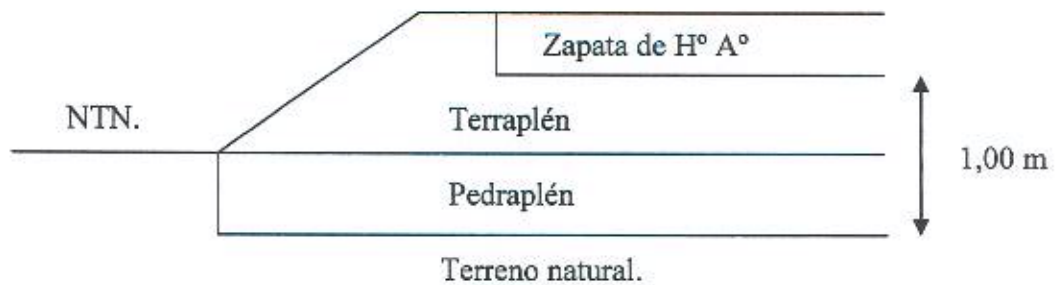 Zapata de Hº Aº
NTN.
Terraplén
1,00 m
Pedraplén
Terreno natural.